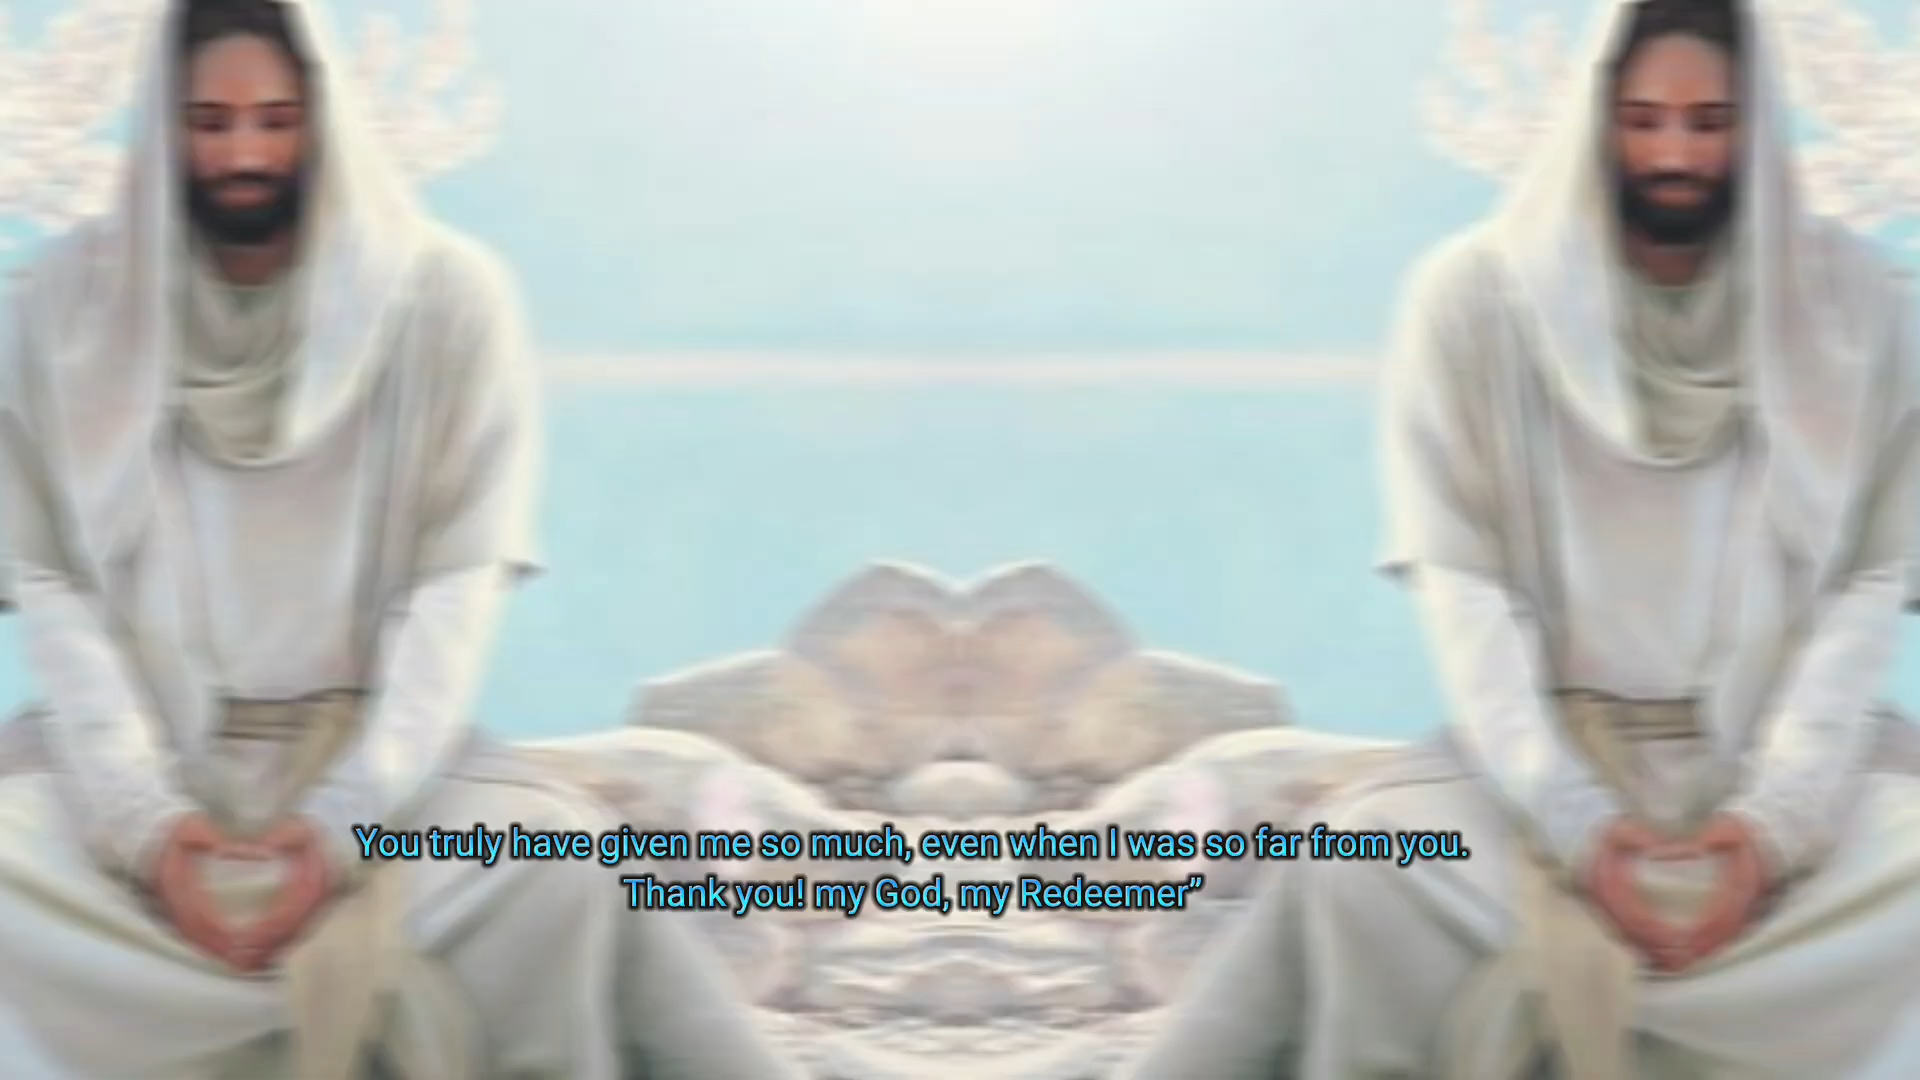 You truly have given me so much, even when I was so far from you.
Thank you! my God, my Redeemer”